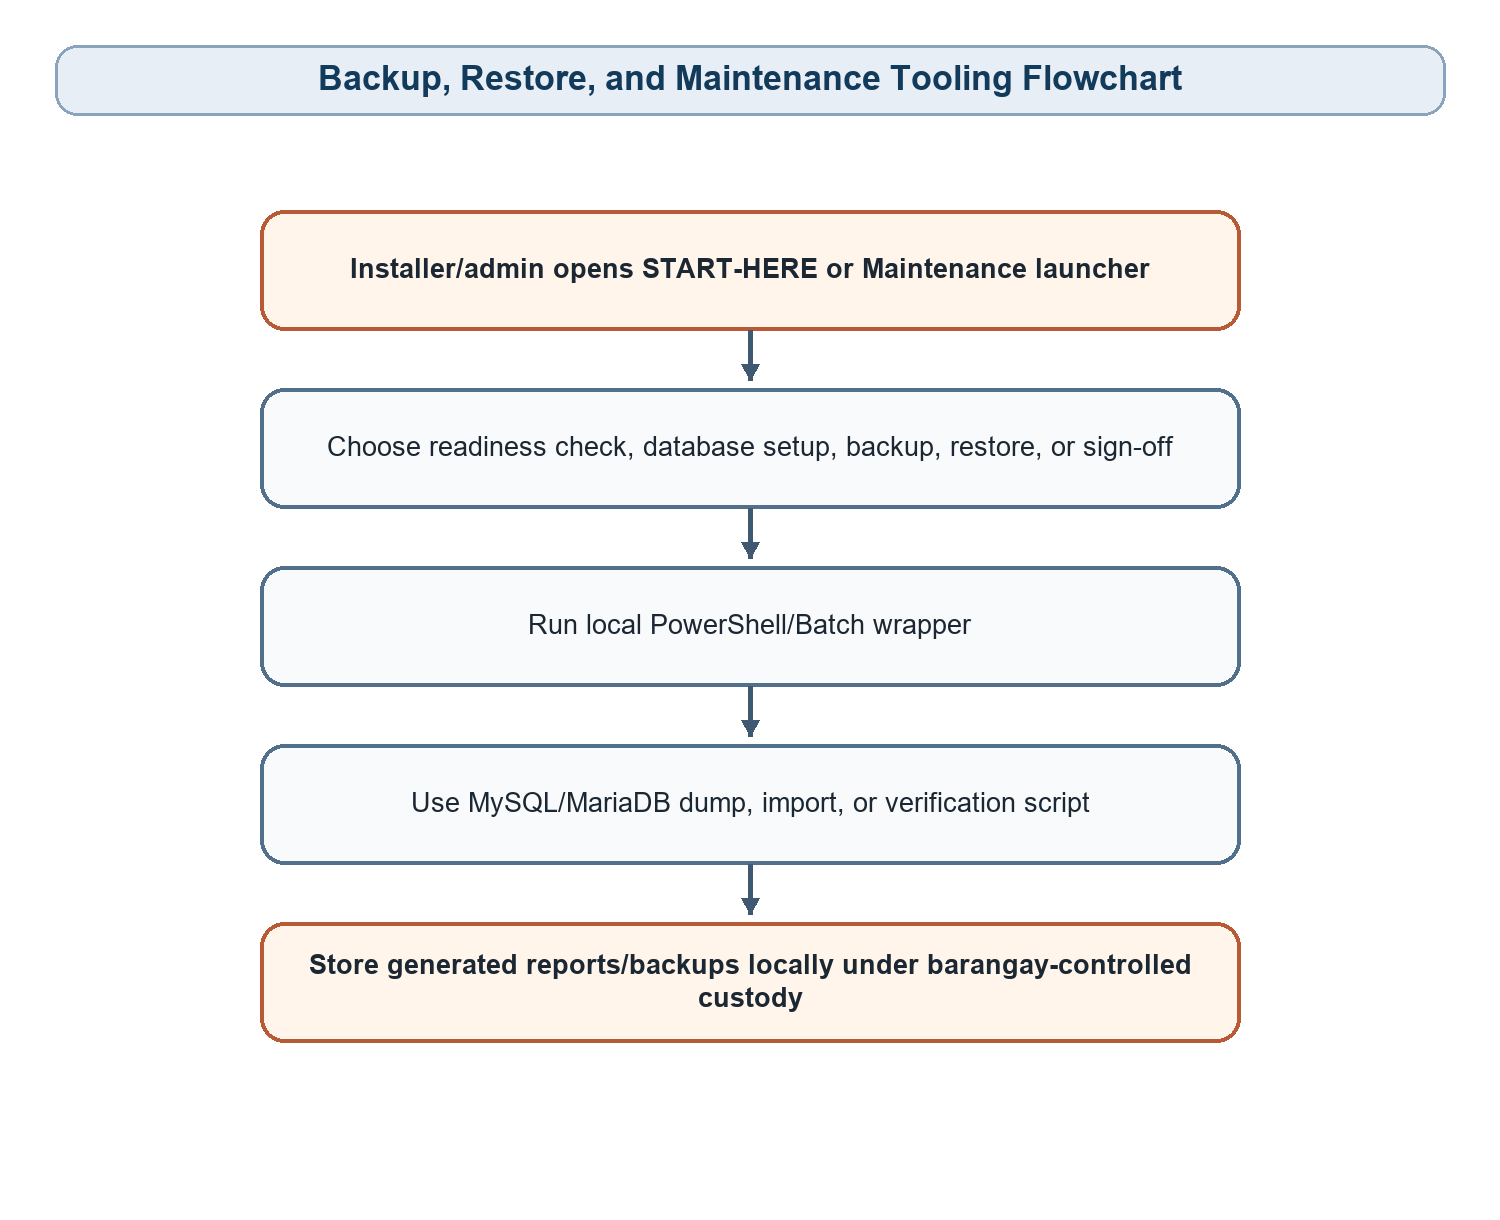 Backup, Restore, and Maintenance Tooling Flowchart
Installer/admin opens START-HERE or Maintenance launcher
Choose readiness check, database setup, backup, restore, or sign-off
Run local PowerShell/Batch wrapper
Use MySQL/MariaDB dump, import, or verification script
Store generated reports/backups locally under barangay-controlled
custody